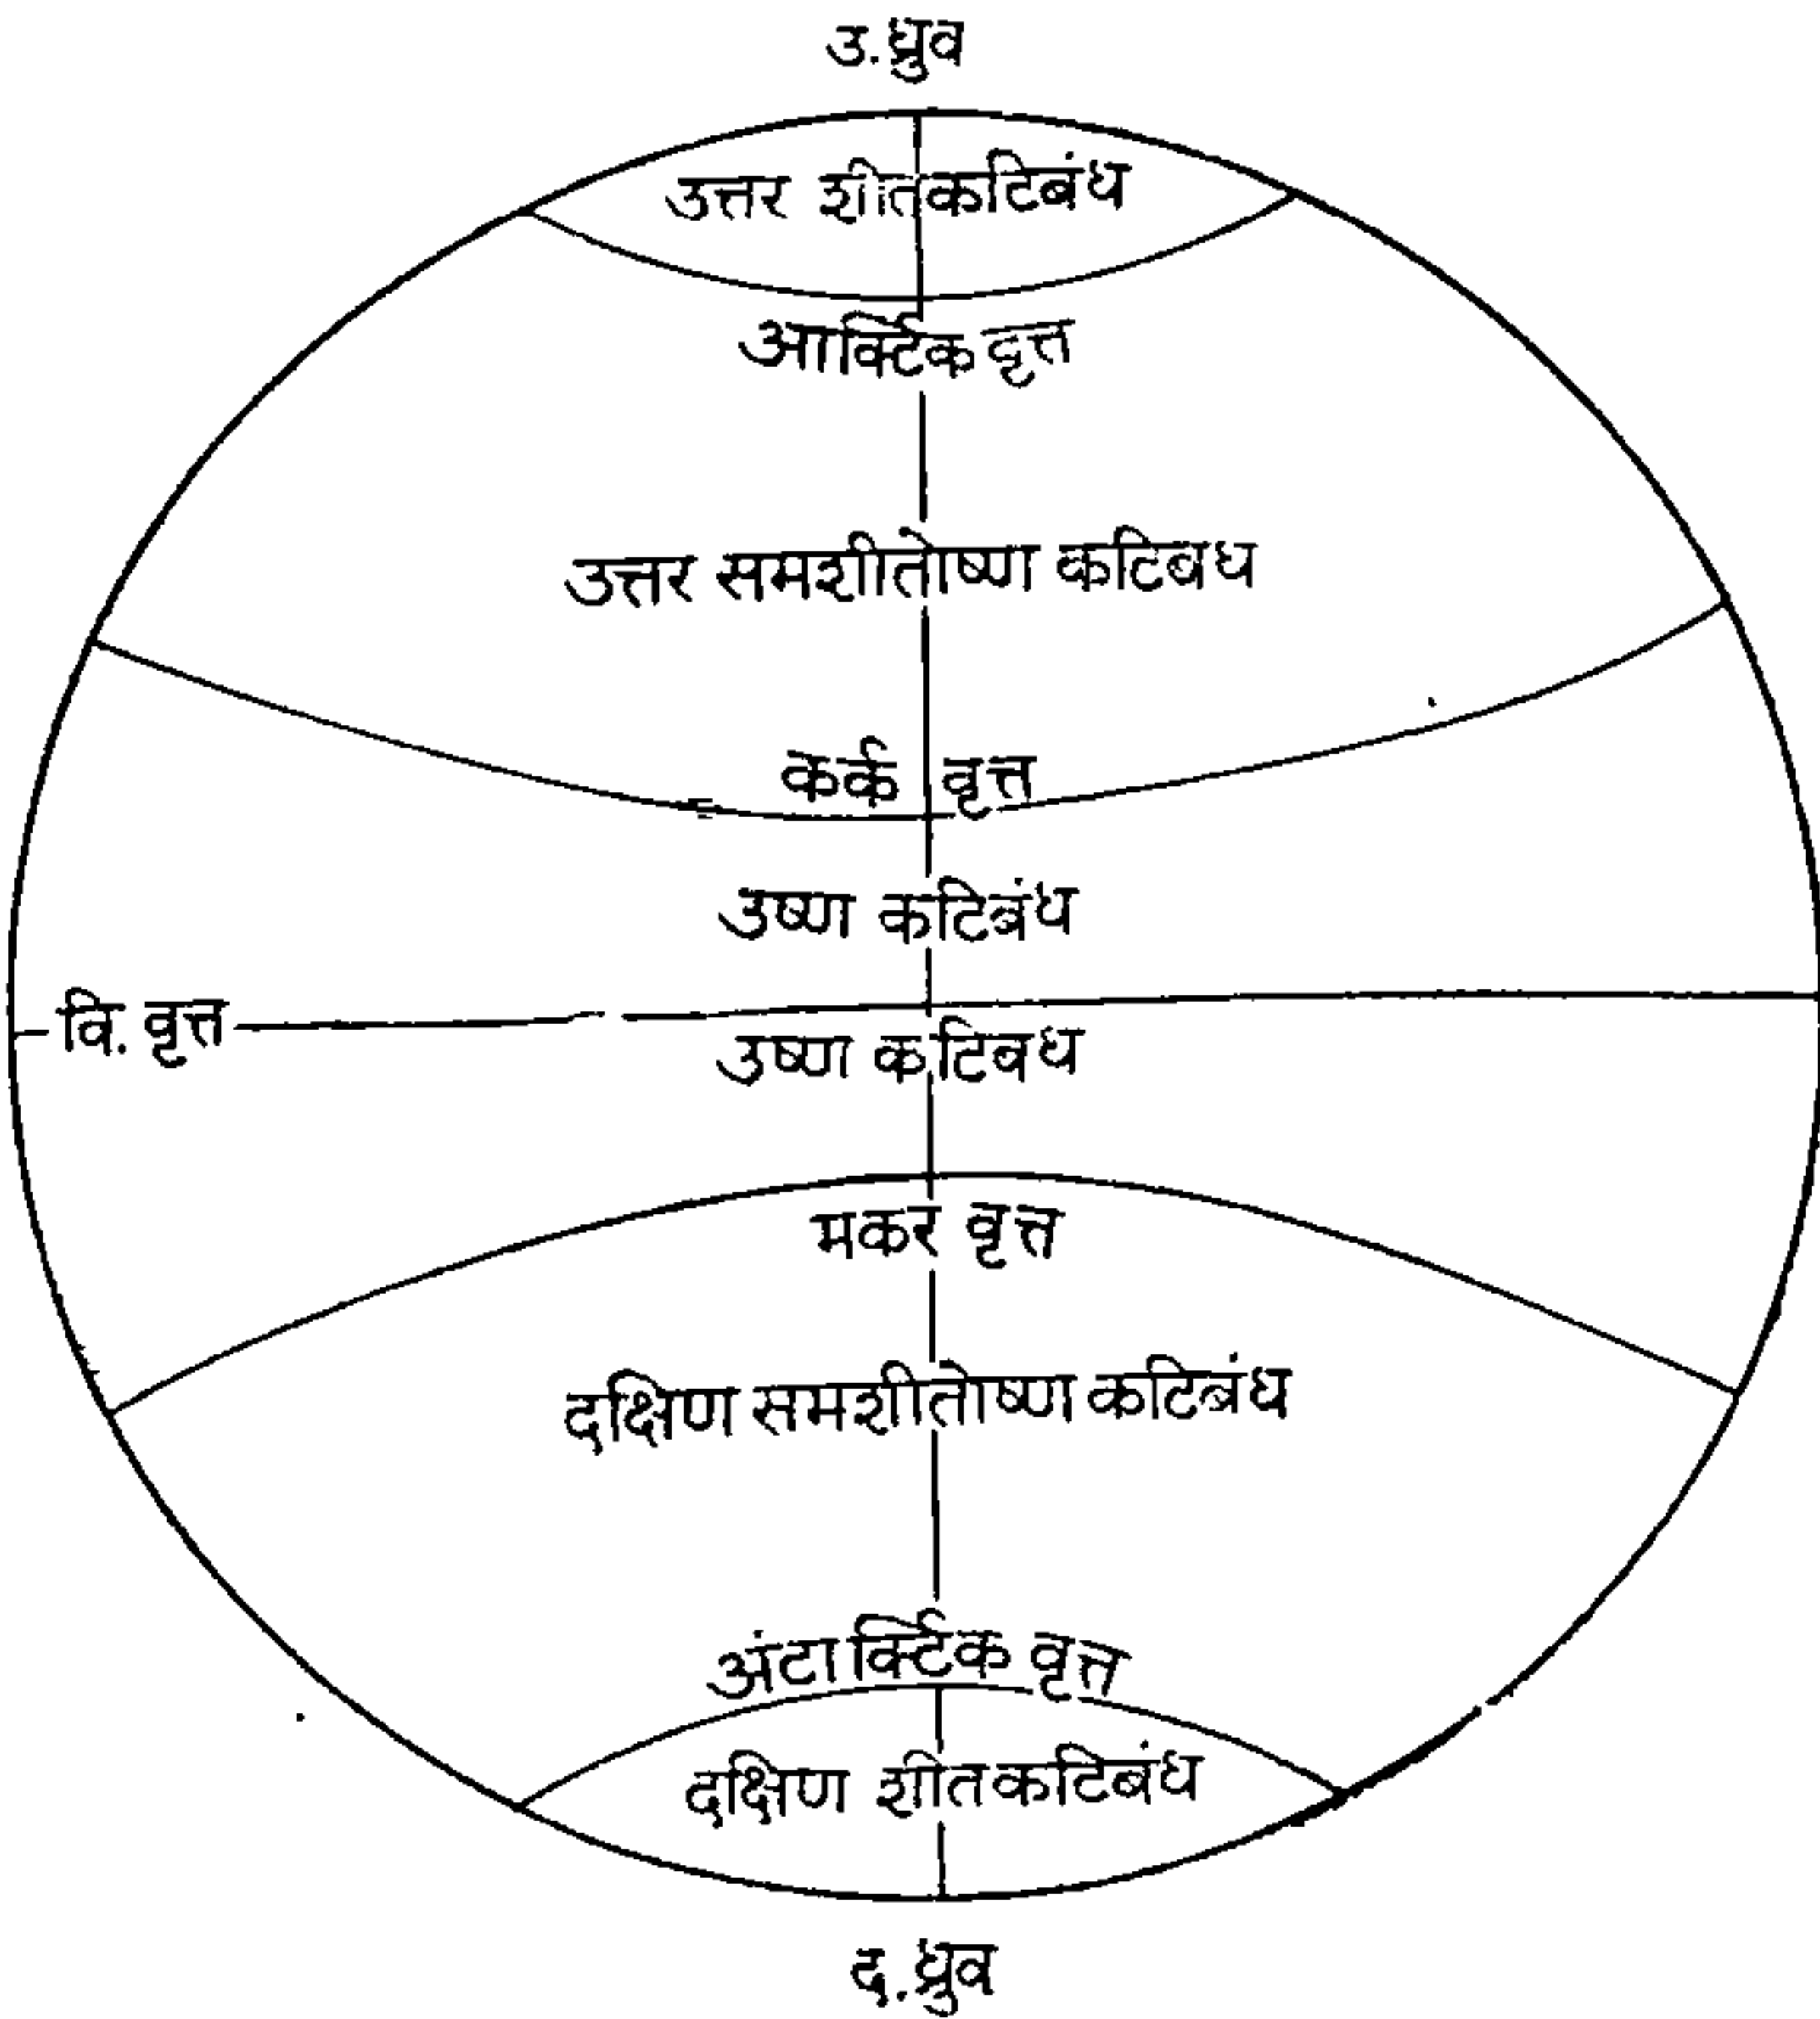 उ.ध्रुव
उत्तर शीतकटिबंध
आर्क्टिक वृत्त
उत्तर समशीतोष्ण कटिबध
कर्क वृत्त
उष्ण कटिबंध
वि. वृत्त
उष्ण कटिबध
मकर वृत्त
दक्षिण समशीतोष्ण कटिबंध
अंटार्क्टिक वृत्त
दक्षिण शीतकटिबंध
द.ध्रुव